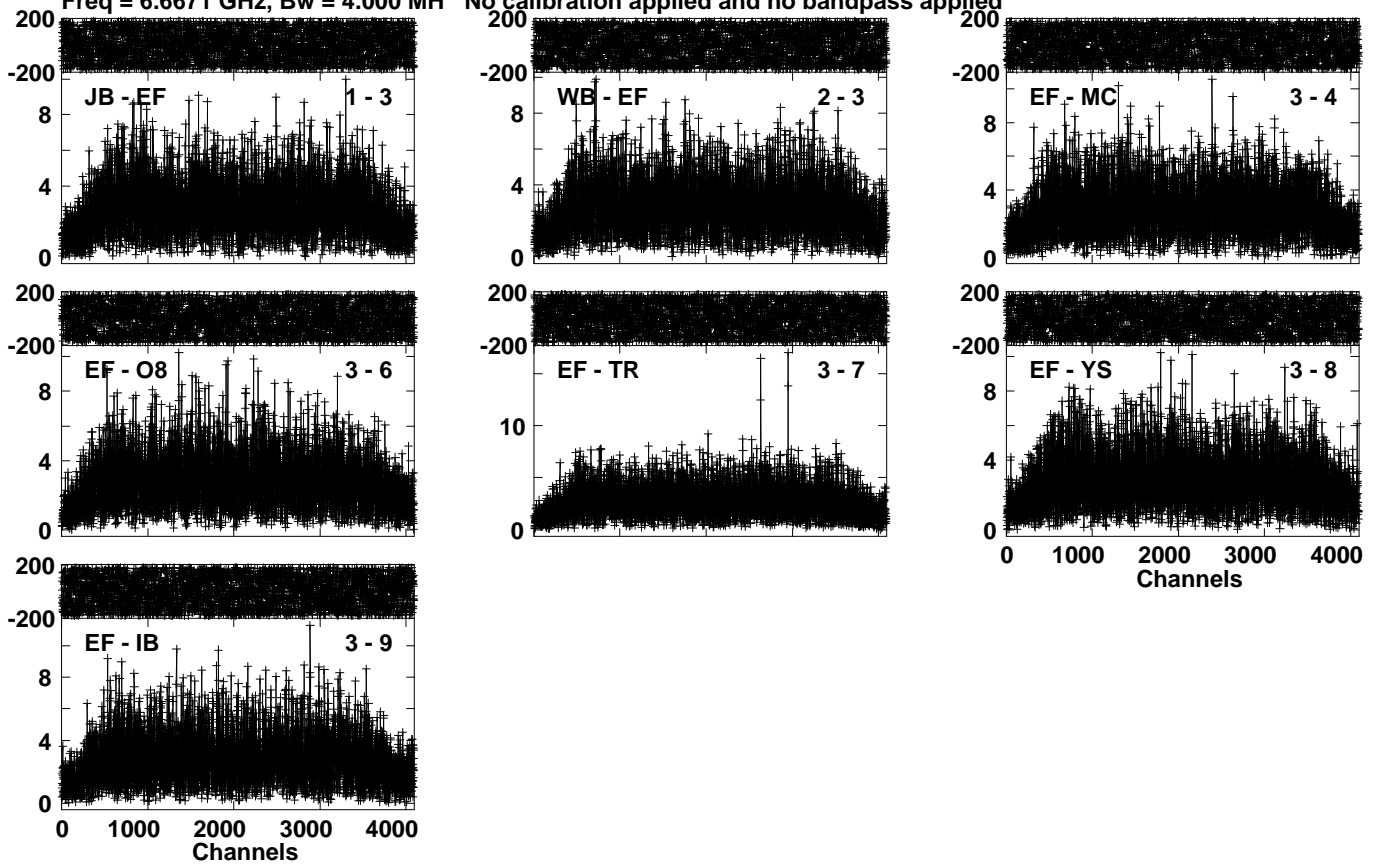 Freq = 6.6671 GHz, Bw = 4.000 MH No calibration applied and no bandpass applied
200 200 200
-200 -200 -200
JB - EF 1 - 3 WB - EF 2 - 3 EF - MC 3 - 4
8 8 8
4 4 4
0 0 0
200 200 200
-200 -200 -200
EF - O8 3 - 6 EF - TR 3 - 7 EF - YS 3 - 8
8 10 8
4 4
0 0 0
0 1000 2000 3000 4000
Channels
200
-200
EF - IB 3 - 9
8
4
0
0 1000 2000 3000 4000
Channels